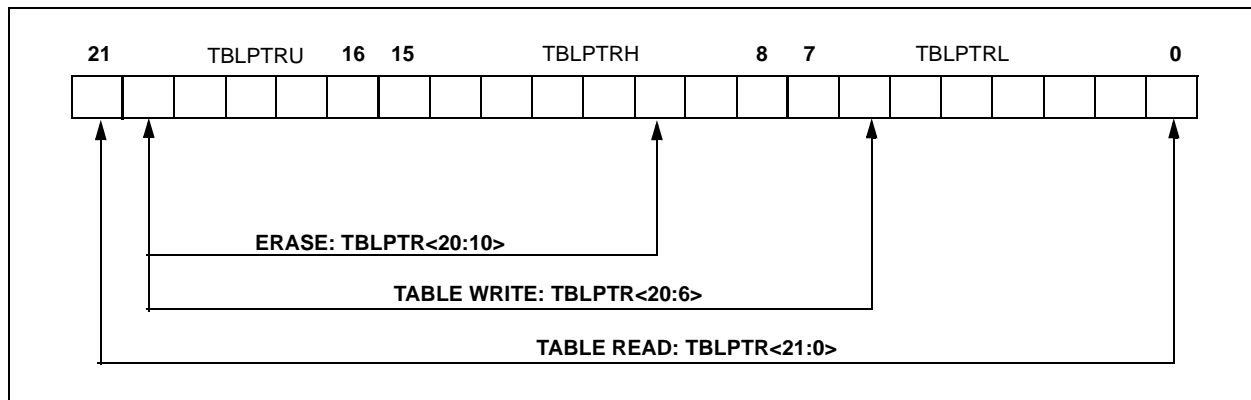 21 TBLPTRU 16 15 TBLPTRH 8 7 TBLPTRL 0
ERASE: TBLPTR<20:10>
TABLE WRITE: TBLPTR<20:6>
TABLE READ: TBLPTR<21:0>